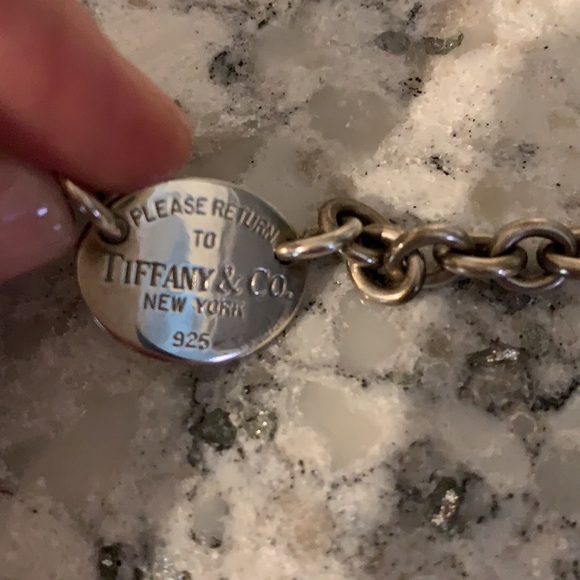 PLEASE RETURN
TO
TIFFANY & CO.
NEW YORK
925